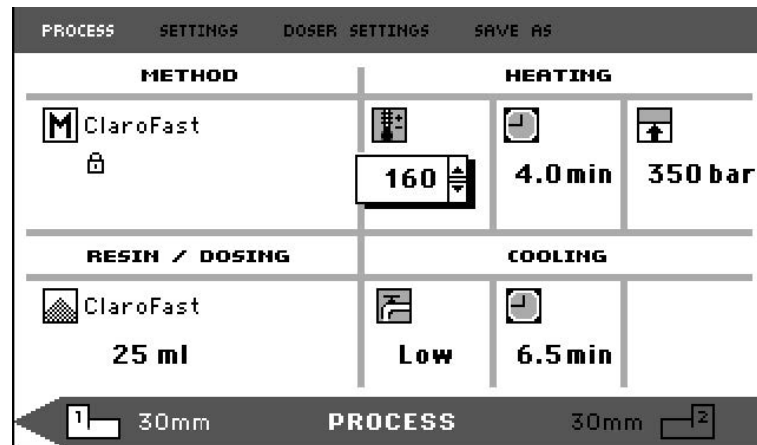 PROCESS SETTINGS DOSER SETTINGS SAVE AS
METHOD HEATING
M ClaroFast
160 4.0 min 350 bar
RESIN / DOSING COOLING
ClaroFast
25 ml Low 6.5 min
1 30mm PROCESS 30mm 2